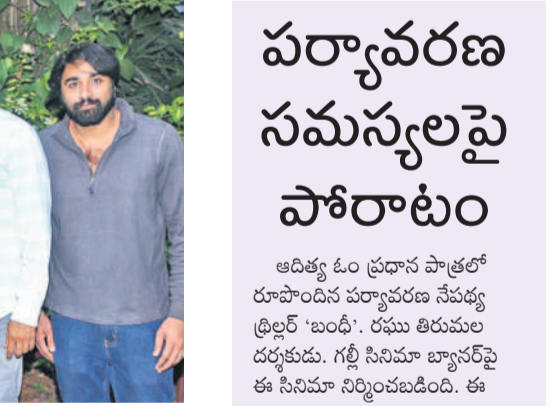 పర్యావరణ
సమస్యలపై
పోరాటం
ఆదిత్య ఓం ప్రధాన పాత్రలో
రూపొందిన పర్యావరణ నేపథ్య
థ్రిల్లర్ ‘బంధీ’. రఘు తిరుమల
దర్శకుడు. గల్లీ సినిమా బ్యానర్‌పై
ఈ సినిమా నిర్మించబడింది. ఈ